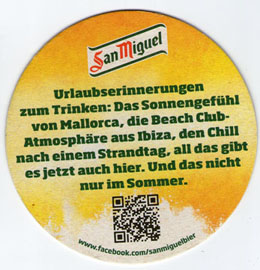 San Miguel
Urlaubserinnerungen
zum Trinken: Das Sonnengefühl
von Mallorca, die Beach Club-
Atmosphäre aus Ibiza, den Chill
nach einem Strandtag, all das gibt
es jetzt auch hier. Und das nicht
nur im Sommer.
www.facebook.com/sanmiguelbier